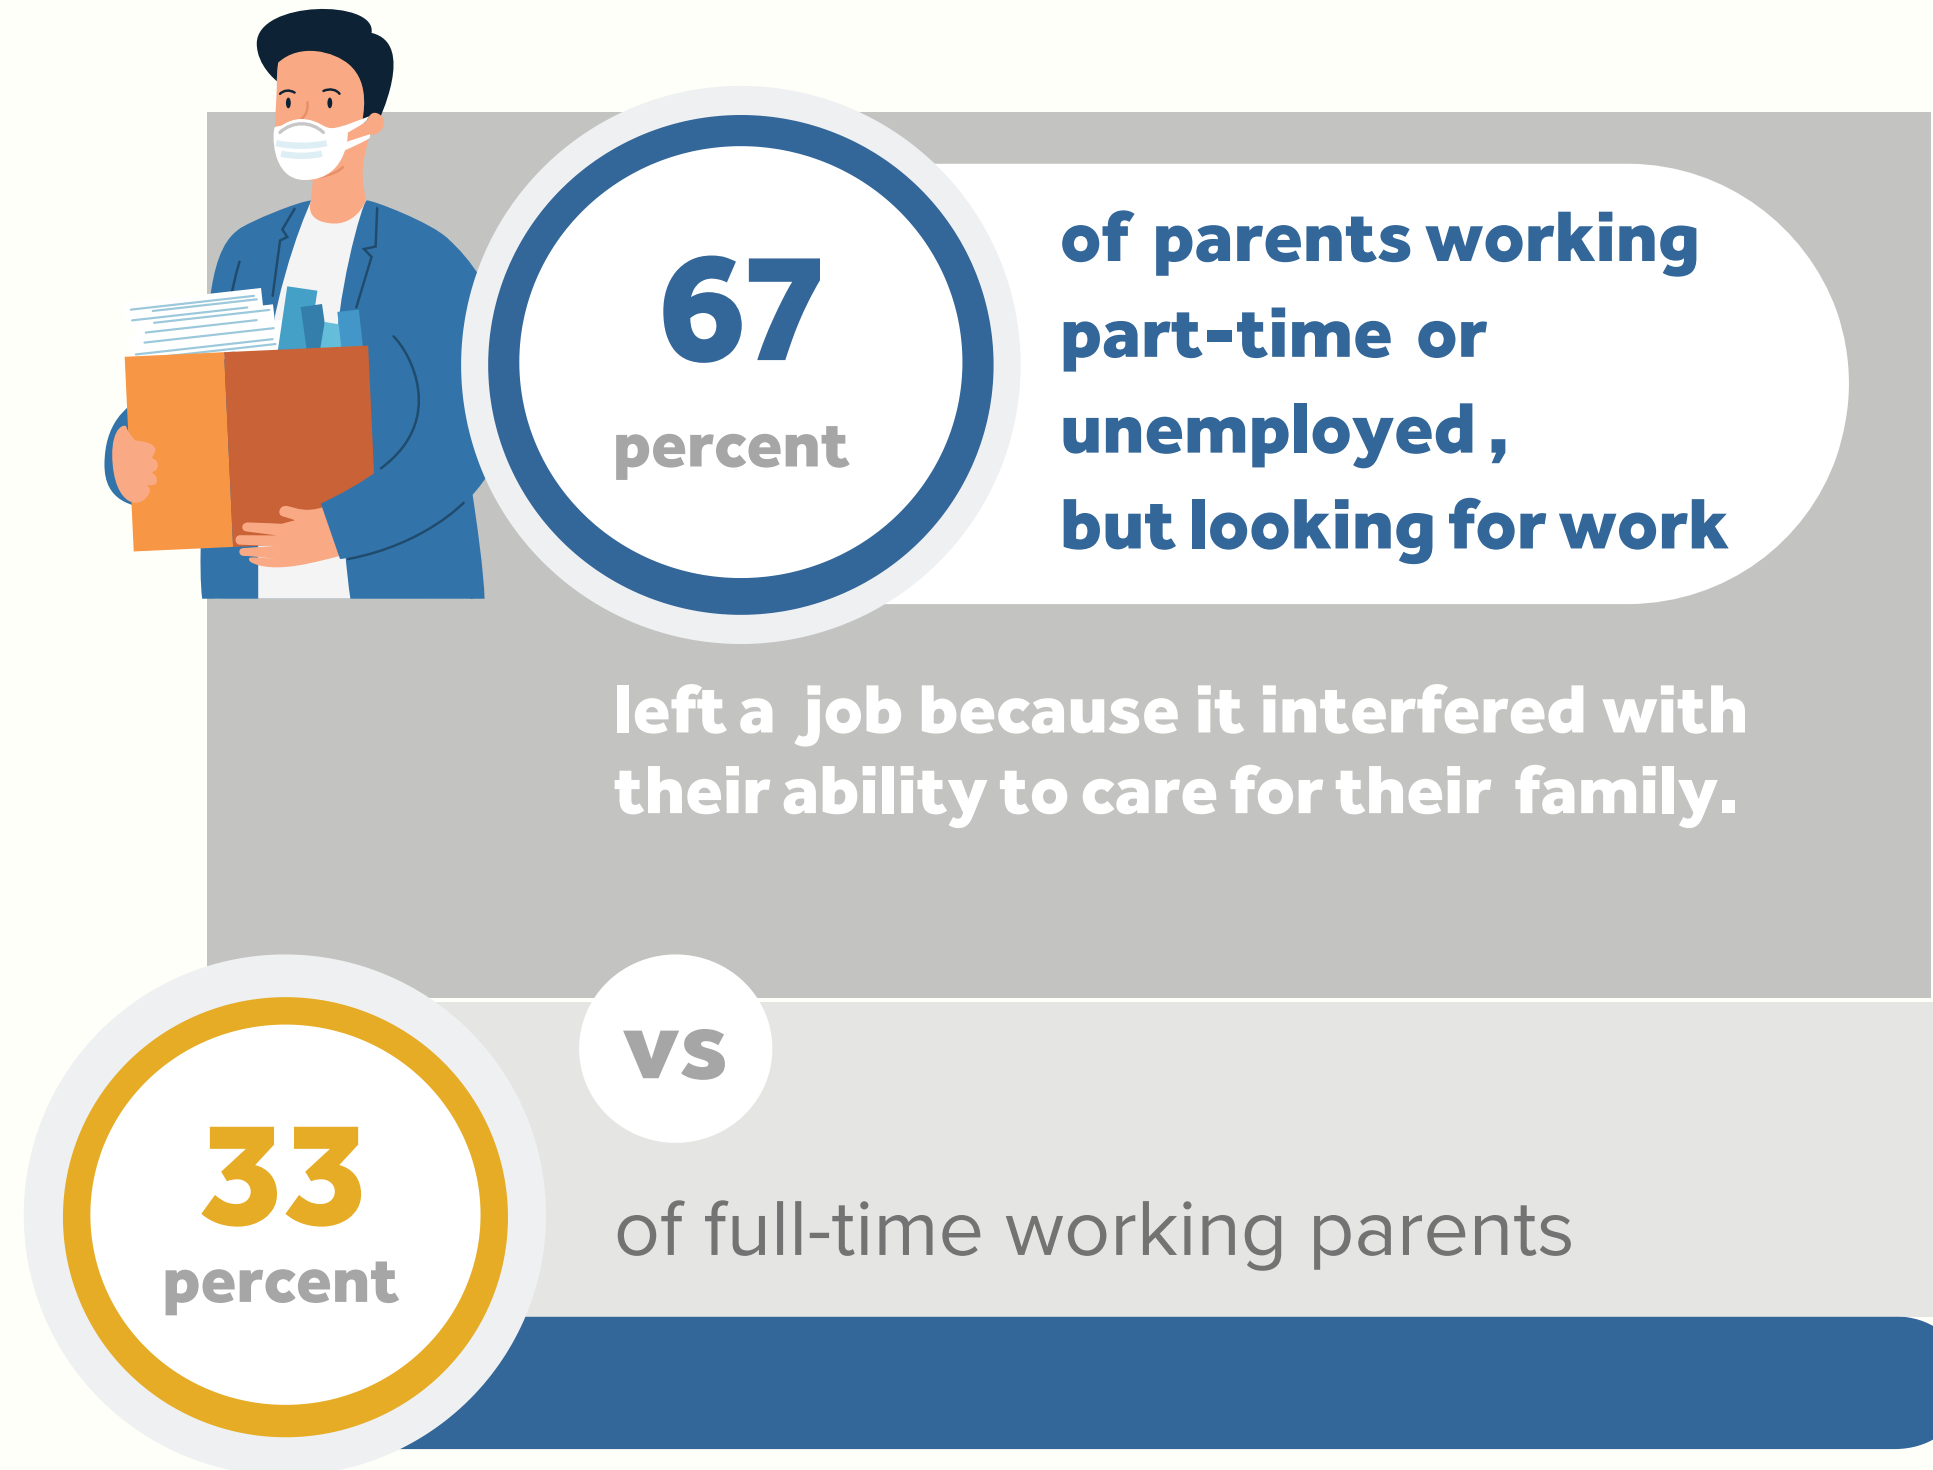 67
percent
of parents working
part-time or
unemployed ,
but looking for work
left a job because it interfered with
their ability to care for their family.
vs
33
percent
of full-time working parents